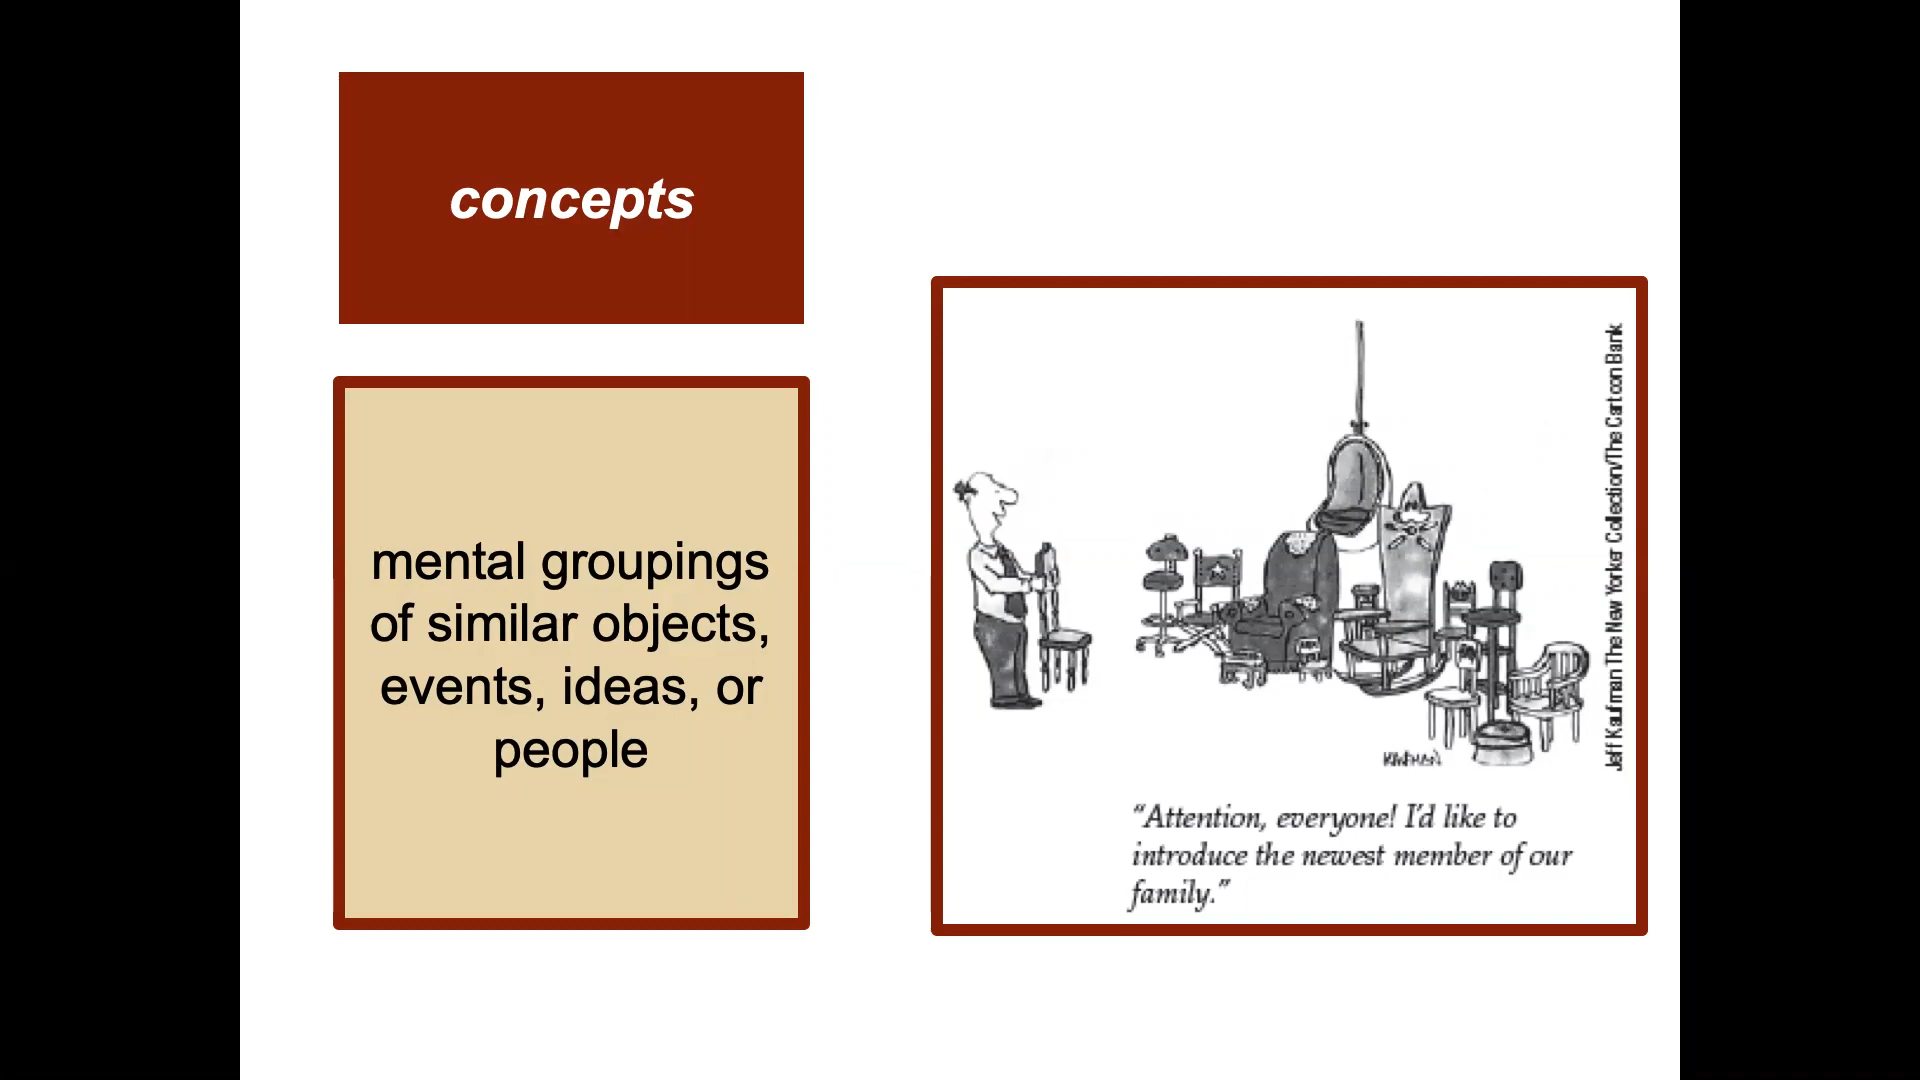 concepts
mental groupings
of similar objects,
events, ideas, or
people
Jeff Kaufman The New Yorker Collection/The Cartoon Bank
“Attention, everyone! I’d like to
introduce the newest member of our
family.”